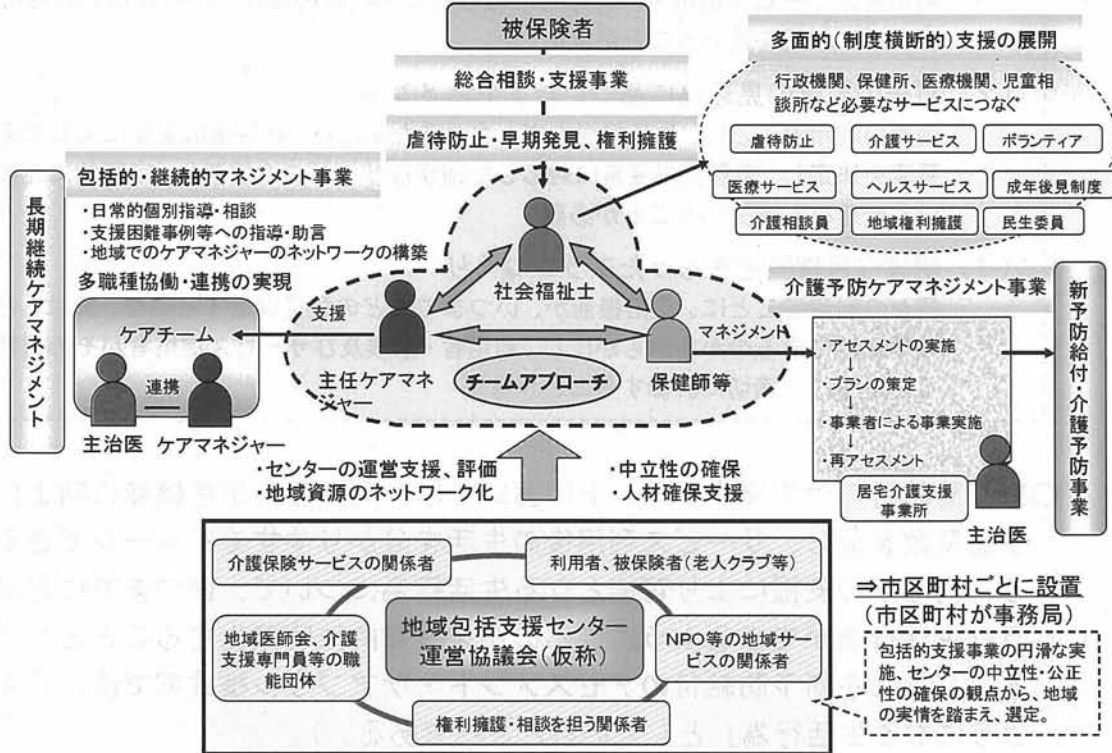 被保険者
総合相談・支援事業
虐待防止・早期発見、権利擁護
多面的(制度横断的)支援の展開
行政機関、保健所、医療機関、児童相
談所など必要なサービスにつなぐ
虐待防止
介護サービス
ボランティア
医療サービス
ヘルスサービス
成年後見制度
介護相談員
地域権利擁護
民生委員
長期継続ケアマネジメント
包括的・継続的マネジメント事業
・日常的個別指導・相談
・支援困難事例等への指導・助言
・地域でのケアマネジャーのネットワークの構築
多職種協働・連携の実現
ケアチーム
連携
主治医
ケアマネジャー
支援
社会福祉士
主任ケアマネ
ジャー
チームアプローチ
保健師等
マネジメント
介護予防ケアマネジメント事業
・アセスメントの実施
↓
・プランの策定
↓
・事業者による事業実施
↓
・再アセスメント
居宅介護支援
事業所
主治医
新予防給付・介護予防事業
・センターの運営支援、評価
・地域資源のネットワーク化
・中立性の確保
・人材確保支援
介護保険サービスの関係者
利用者、被保険者(老人クラブ等)
地域医師会、介護
支援専門員等の職
能団体
地域包括支援センター
運営協議会(仮称)
NPO等の地域サー
ビスの関係者
権利擁護・相談を担う関係者
⇒市区町村ごとに設置
(市区町村が事務局)
包括的支援事業の円滑な実
施、センターの中立性・公正
性の確保の観点から、地域
の実情を踏まえ、選定。